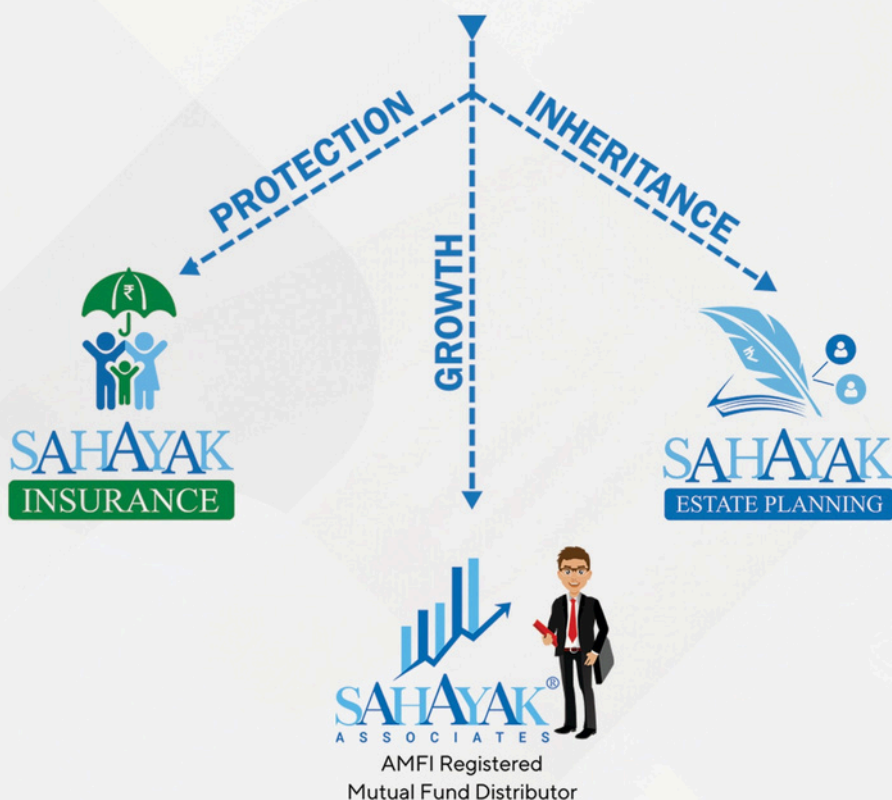 PROTECTION
INHERITANCE
GROWTH
₹
SAHAYAK
INSURANCE
₹
SAHAYAK
ESTATE PLANNING
SAHAYAK®
ASSOCIATES
AMFI Registered
Mutual Fund Distributor